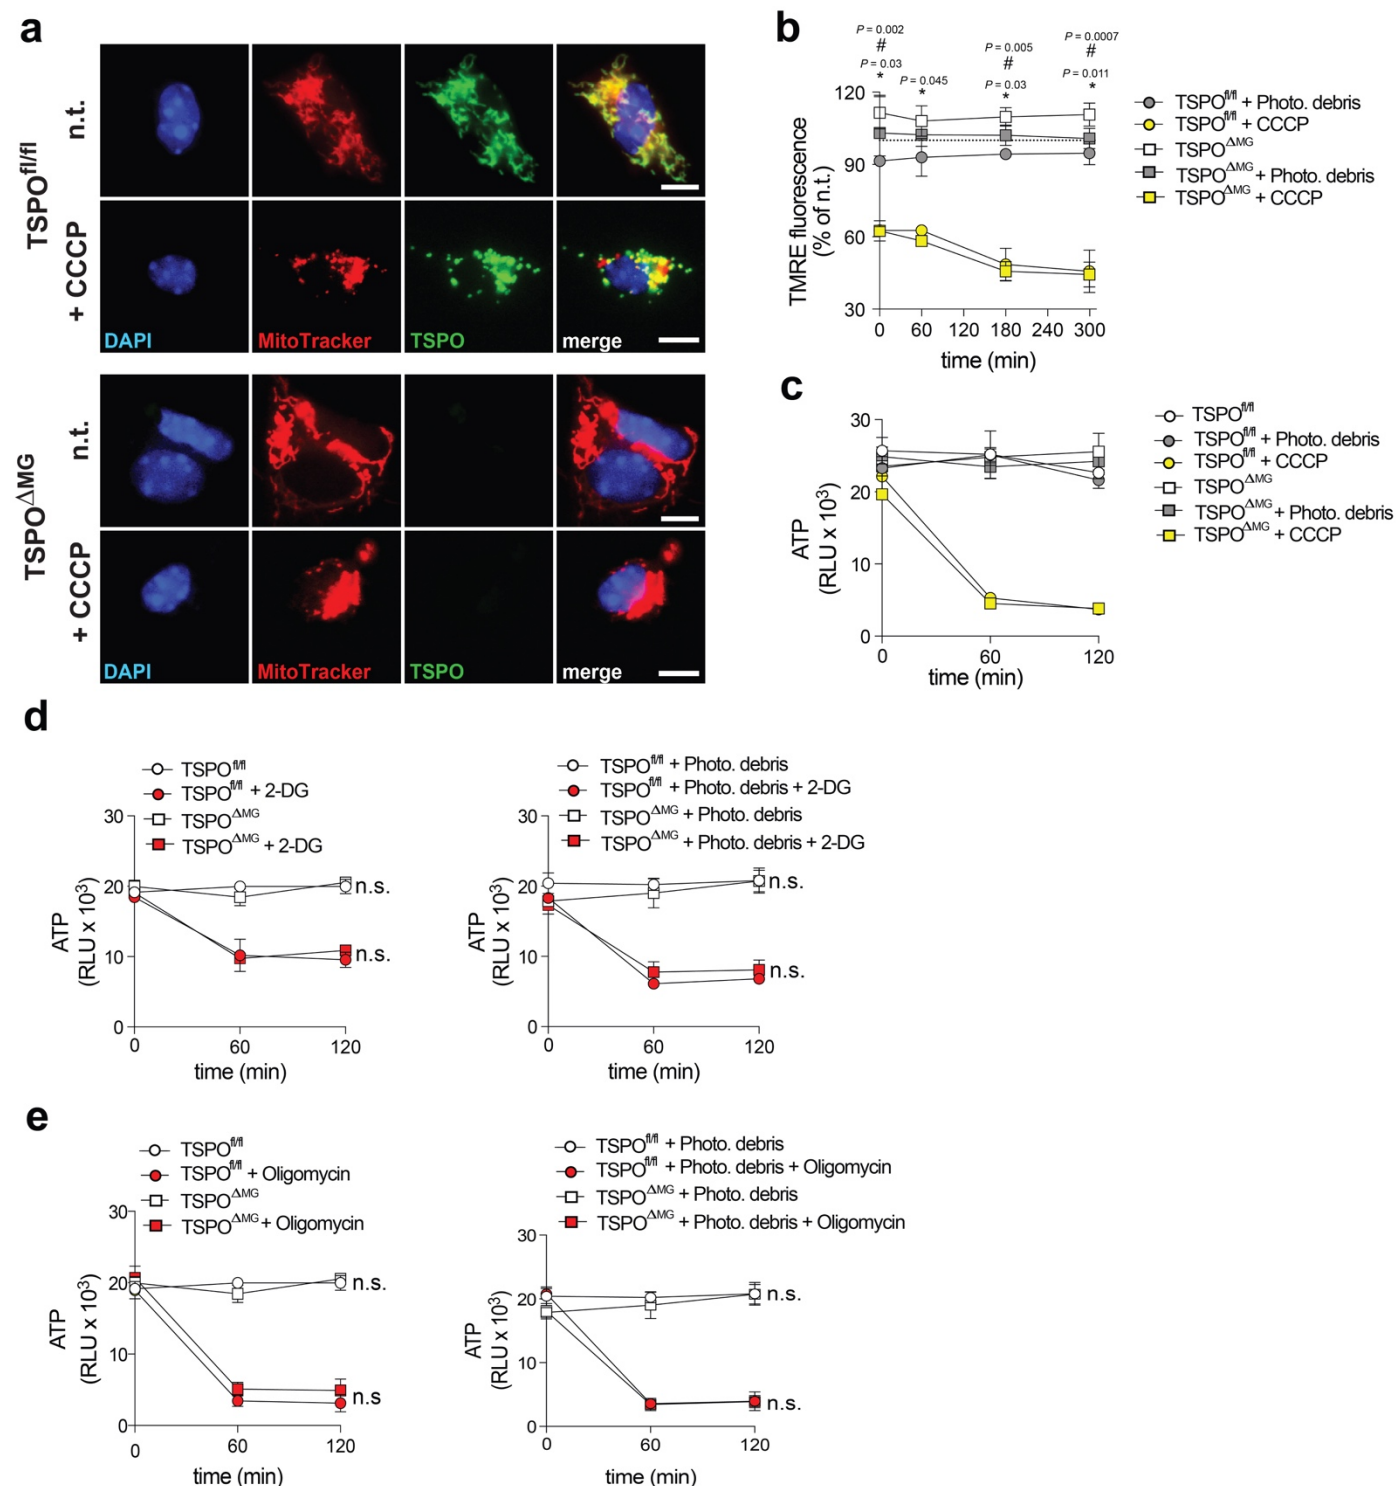 a
TSPOfl/fl
n.t.
+ CCCP
DAPI
MitoTracker
TSPO
merge
TSPOΔMG
n.t.
+ CCCP
DAPI
MitoTracker
TSPO
merge
b
P = 0.002
#
P = 0.03
*
P = 0.045
*
P = 0.005
#
P = 0.03
*
P = 0.0007
#
P = 0.011
*
TMRE fluorescence
(% of n.t.)
120
90
60
30
0 60 120 180 240 300
time (min)
TSPOfl/fl + Photo. debris
TSPOfl/fl + CCCP
TSPOΔMG
TSPOΔMG + Photo. debris
TSPOΔMG + CCCP
c
ATP
(RLU x 10³)
30
20
10
0
0 60 120
time (min)
TSPOfl/fl
TSPOfl/fl + Photo. debris
TSPOfl/fl + CCCP
TSPOΔMG
TSPOΔMG + Photo. debris
TSPOΔMG + CCCP
d
TSPOfl/fl
TSPOfl/fl + 2-DG
TSPOΔMG
TSPOΔMG + 2-DG
ATP
(RLU x 10³)
30
20
10
0
n.s.
n.s.
0 60 120
time (min)
TSPOfl/fl + Photo. debris
TSPOfl/fl + Photo. debris + 2-DG
TSPOΔMG + Photo. debris
TSPOΔMG + Photo. debris + 2-DG
ATP
(RLU x 10³)
30
20
10
0
n.s.
n.s.
0 60 120
time (min)
e
TSPOfl/fl
TSPOfl/fl + Oligomycin
TSPOΔMG
TSPOΔMG + Oligomycin
ATP
(RLU x 10³)
30
20
10
0
n.s.
n.s
0 60 120
time (min)
TSPOfl/fl + Photo. debris
TSPOfl/fl + Photo. debris + Oligomycin
TSPOΔMG + Photo. debris
TSPOΔMG + Photo. debris + Oligomycin
ATP
(RLU x 10³)
30
20
10
0
n.s.
n.s.
0 60 120
time (min)